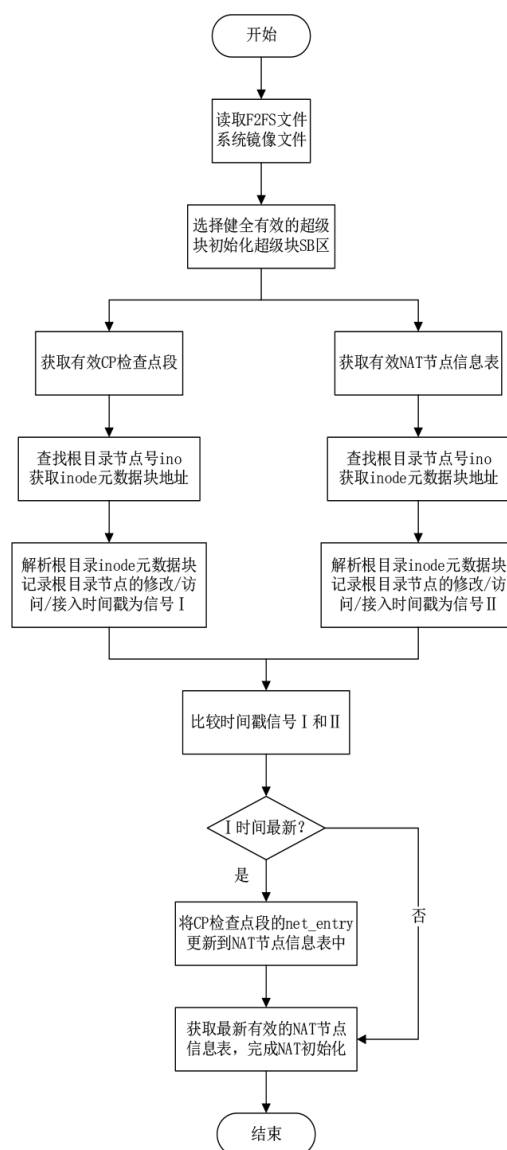 开始
读取F2FS文件
系统镜像文件
选择健全有效的超级
块初始化超级块SB区
获取有效CP检查点段
获取有效NAT节点信息表
查找根目录节点号ino
获取inode元数据块地址
查找根目录节点号ino
获取inode元数据块地址
解析根目录inode元数据块
记录根目录节点的修改/访
问/接入时间戳为信号Ⅰ
解析根目录inode元数据块
记录根目录节点的修改/访
问/接入时间戳为信号Ⅱ
比较时间戳信号Ⅰ和Ⅱ
Ⅰ时间最新?
是
否
将CP检查点段的net_entry
更新到NAT节点信息表中
获取最新有效的NAT节点
信息表，完成NAT初始化
结束